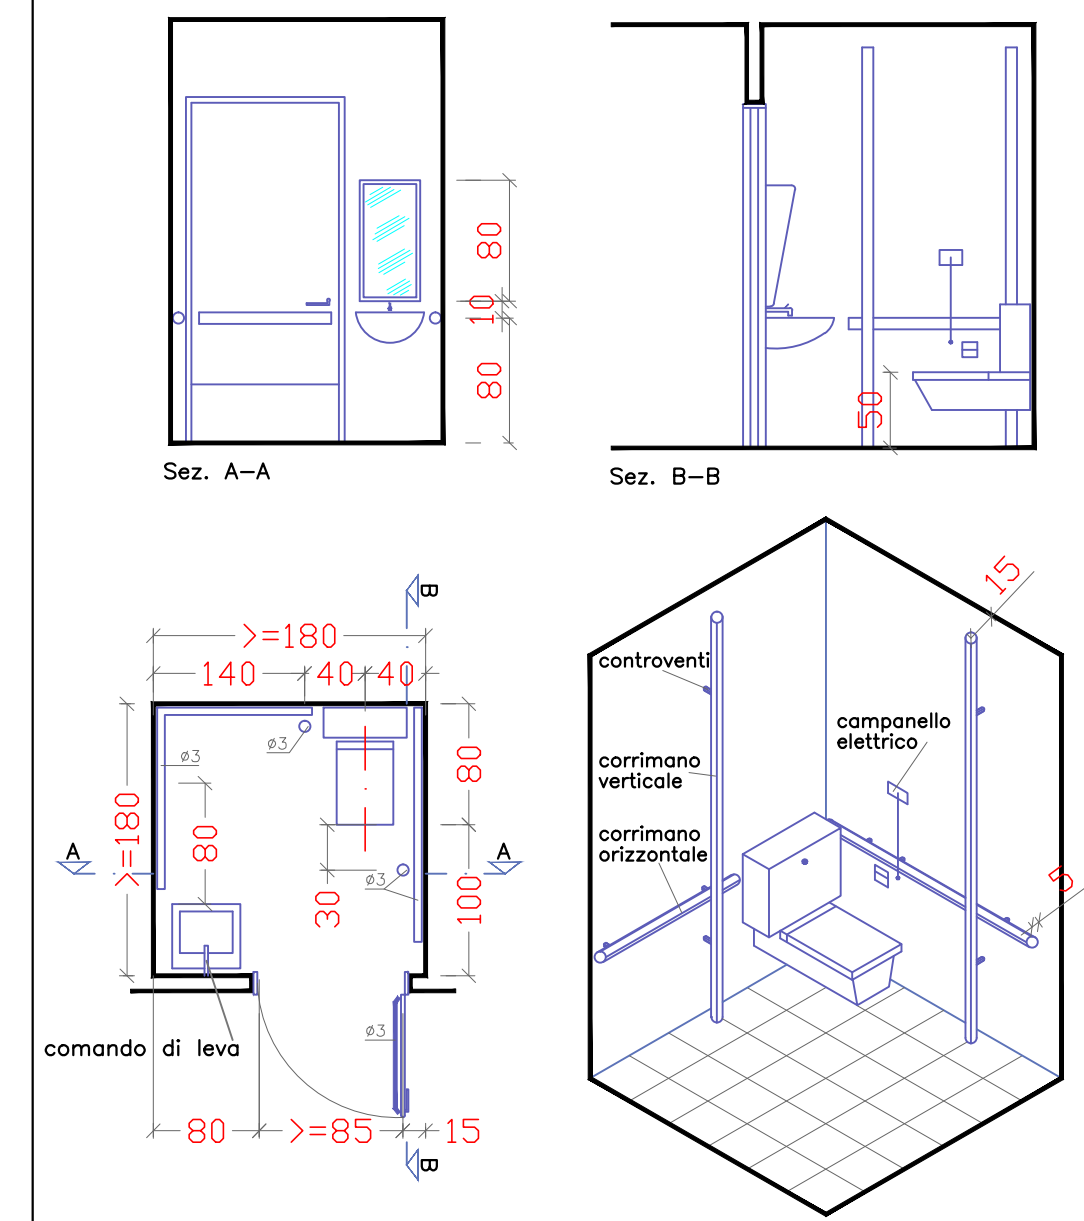 80
10
80
Sez. A-A
50
Sez. B-B
B
>=180
140
40
40
ø3
ø3
>=180
80
80
A
A
ø3
30
100
comando di leva
ø3
80
>=85
15
B
15
controventi
campanello
elettrico
corrimano
verticale
corrimano
orizzontale
5